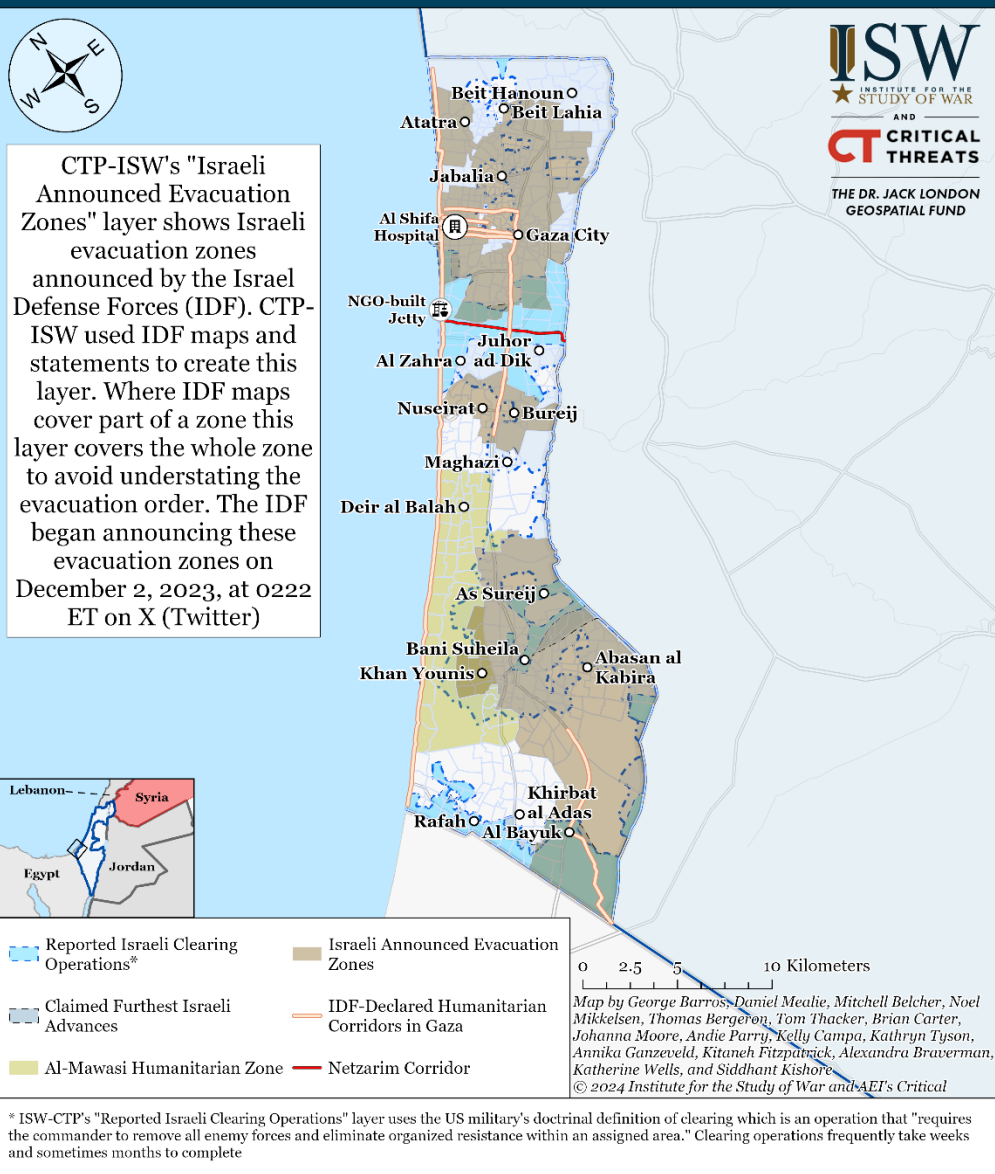 N
E
W
S
ISW
INSTITUTE FOR THE
STUDY OF WAR
AND
CT CRITICAL
THREATS
THE DR. JACK LONDON
GEOSPATIAL FUND
CTP-ISW's "Israeli
Announced Evacuation
Zones" layer shows Israeli
evacuation zones
announced by the Israel
Defense Forces (IDF). CTP-
ISW used IDF maps and
statements to create this
layer. Where IDF maps
cover part of a zone this
layer covers the whole zone
to avoid understating the
evacuation order. The IDF
began announcing these
evacuation zones on
December 2, 2023, at 0222
ET on X (Twitter)
Beit Hanoun
Beit Lahia
Atatra
Jabalia
Al Shifa
Hospital
Gaza City
NGO-built
Jetty
Juhor
ad Dik
Al Zahra
Nuseirat
Bureij
Maghazi
Deir al Balah
As Sureij
Bani Suheila
Abasan al
Kabira
Khan Younis
Khirbat
al Adas
Rafah
Al Bayuk
Lebanon
Syria
Jordan
Egypt
Reported Israeli Clearing
Operations*
Claimed Furthest Israeli
Advances
Al-Mawasi Humanitarian Zone
Israeli Announced Evacuation
Zones
IDF-Declared Humanitarian
Corridors in Gaza
Netzarim Corridor
0 2.5 5 10 Kilometers
Map by George Barros, Daniel Mealie, Mitchell Belcher, Noel
Mikkelsen, Thomas Bergeron, Tom Thacker, Brian Carter,
Johanna Moore, Andie Parry, Kelly Campa, Kathryn Tyson,
Annika Ganzeveld, Kitaneh Fitzpatrick, Alexandra Braverman,
Katherine Wells, and Siddhant Kishore
© 2024 Institute for the Study of War and AEI's Critical
* ISW-CTP's "Reported Israeli Clearing Operations" layer uses the US military's doctrinal definition of clearing which is an operation that "requires
the commander to remove all enemy forces and eliminate organized resistance within an assigned area." Clearing operations frequently take weeks
and sometimes months to complete